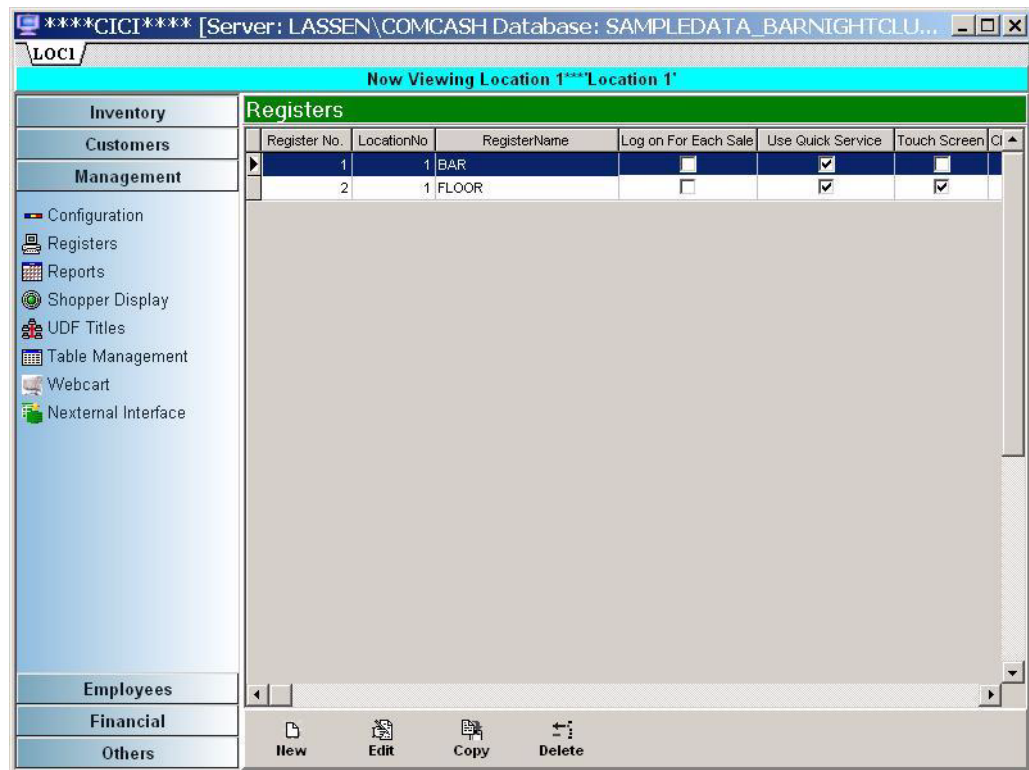 ****CICI**** [Server: LASSEN\COMCASH Database: SAMPLEDATA_BARNIGHTCLU...
LOC1
Now Viewing Location 1***'Location 1'
Inventory
Customers
Management
Configuration
Registers
Reports
Shopper Display
UDF Titles
Table Management
Webcart
Nexternal Interface
Employees
Financial
Others
Registers
Register No. LocationNo RegisterName Log on For Each Sale Use Quick Service Touch Screen Cl
1 1 BAR
2 1 FLOOR
New Edit Copy Delete